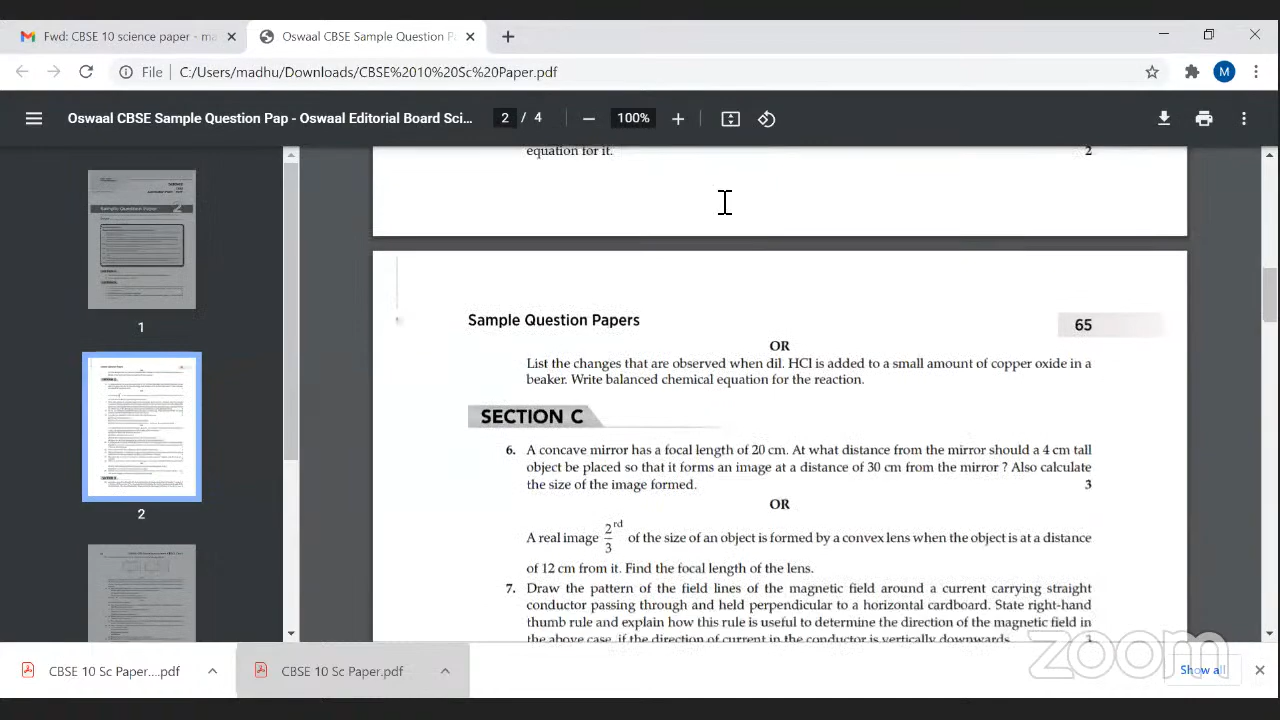 Fwd: CBSE 10 science paper - ma
Oswaal CBSE Sample Question P
File
C:/Users/madhu/Downloads/CBSE%2010%20Sc%20Paper.pdf
M
Oswaal CBSE Sample Question Pap - Oswaal Editorial Board Sci...
2 / 4
100%
equation for it. 2
1
2
Sample Question Papers
65
OR
List the changes that are observed when dil. HCl is added to a small amount of copper oxide in a
beaker. Write balanced chemical equation for the reaction.
SECTION C
6. A concave mirror has a focal length of 20 cm. At what distance from the mirror should a 4 cm tall
object be placed so that it forms an image at a distance of 30 cm from the mirror ? Also calculate
the size of the image formed. 3
OR
A real image 2/3 rd of the size of an object is formed by a convex lens when the object is at a distance
of 12 cm from it. Find the focal length of the lens.
7. Draw the pattern of the field lines of the magnetic field around a current carrying straight
conductor passing through and held perpendicular to a horizontal cardboard. State right-hand
thumb rule and explain how this rule is useful to determine the direction of the magnetic field in
the above case, if the direction of current in the conductor is vertically downwards. 3
zoom
CBSE 10 Sc Paper....pdf
CBSE 10 Sc Paper.pdf
Show all